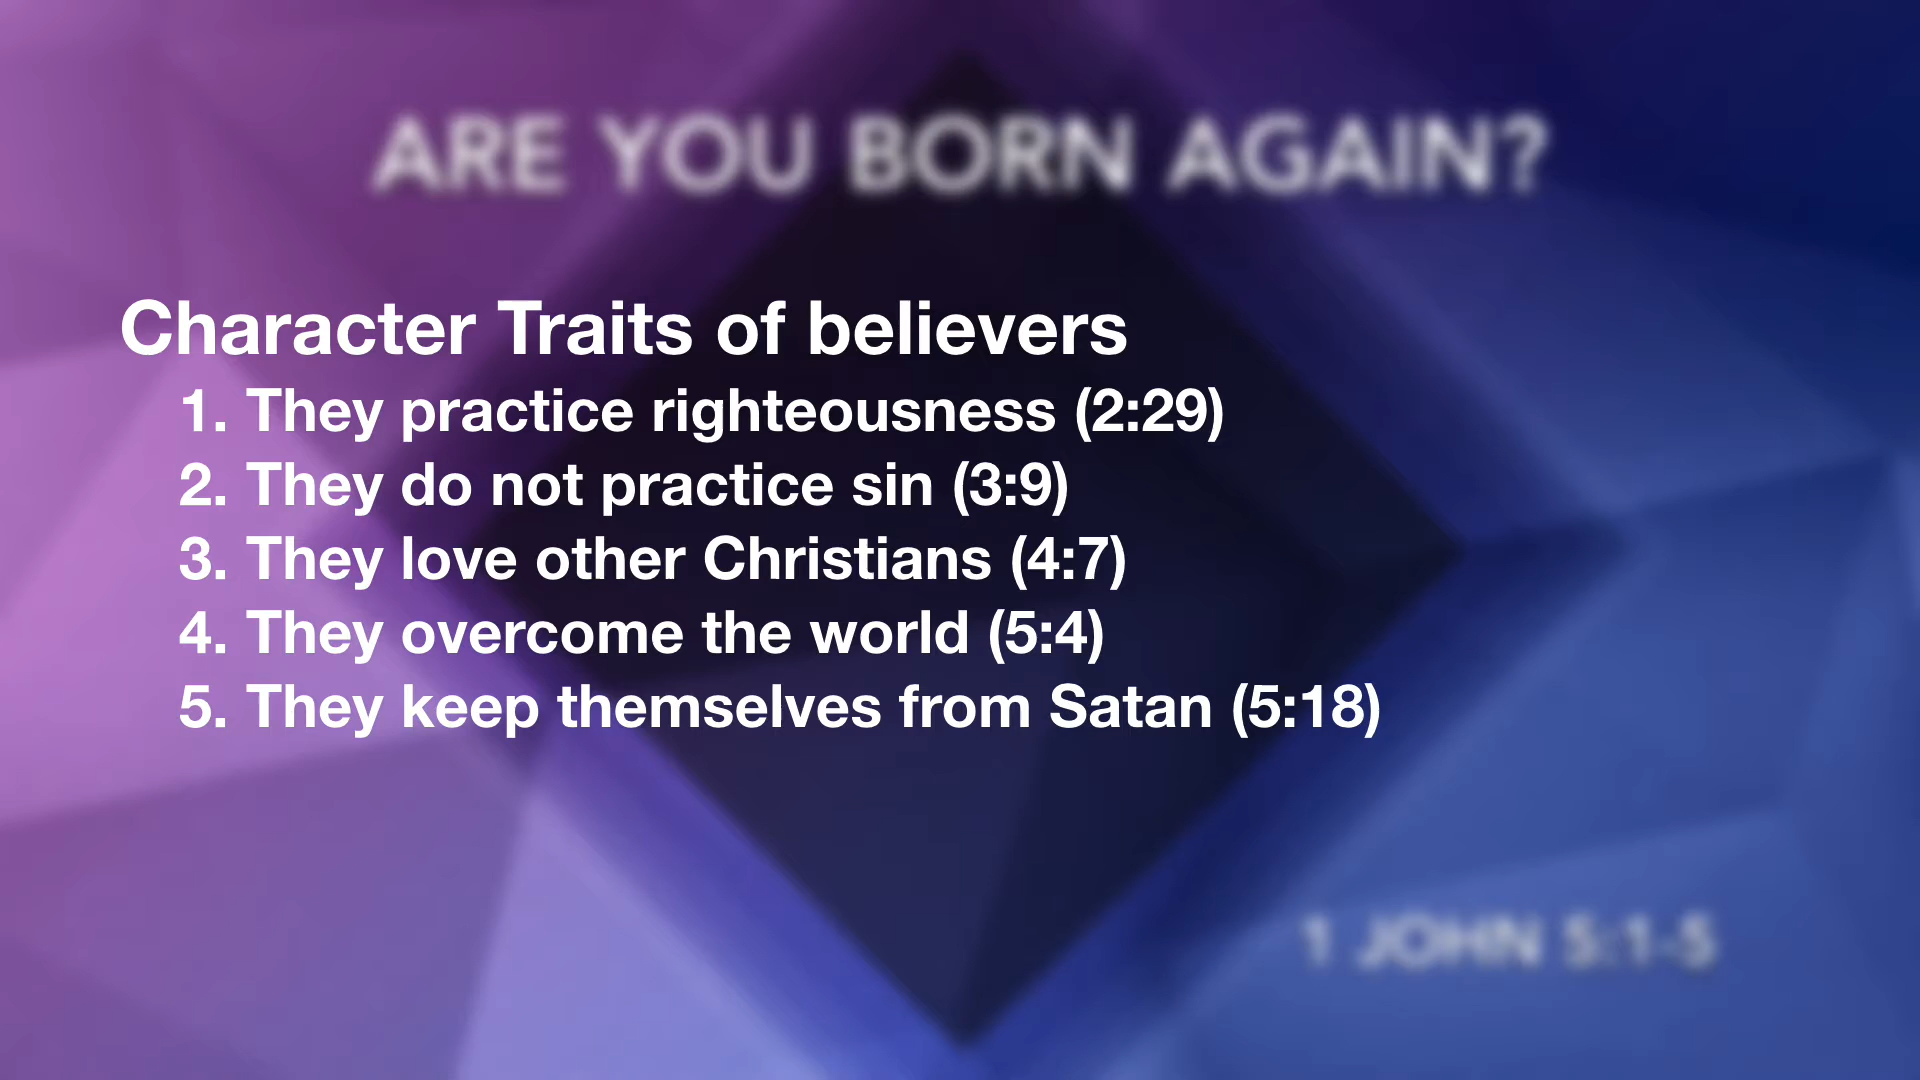 ARE YOU BORN AGAIN?
Character Traits of believers
1. They practice righteousness (2:29)
2. They do not practice sin (3:9)
3. They love other Christians (4:7)
4. They overcome the world (5:4)
5. They keep themselves from Satan (5:18)
1 JOHN 5:1-5